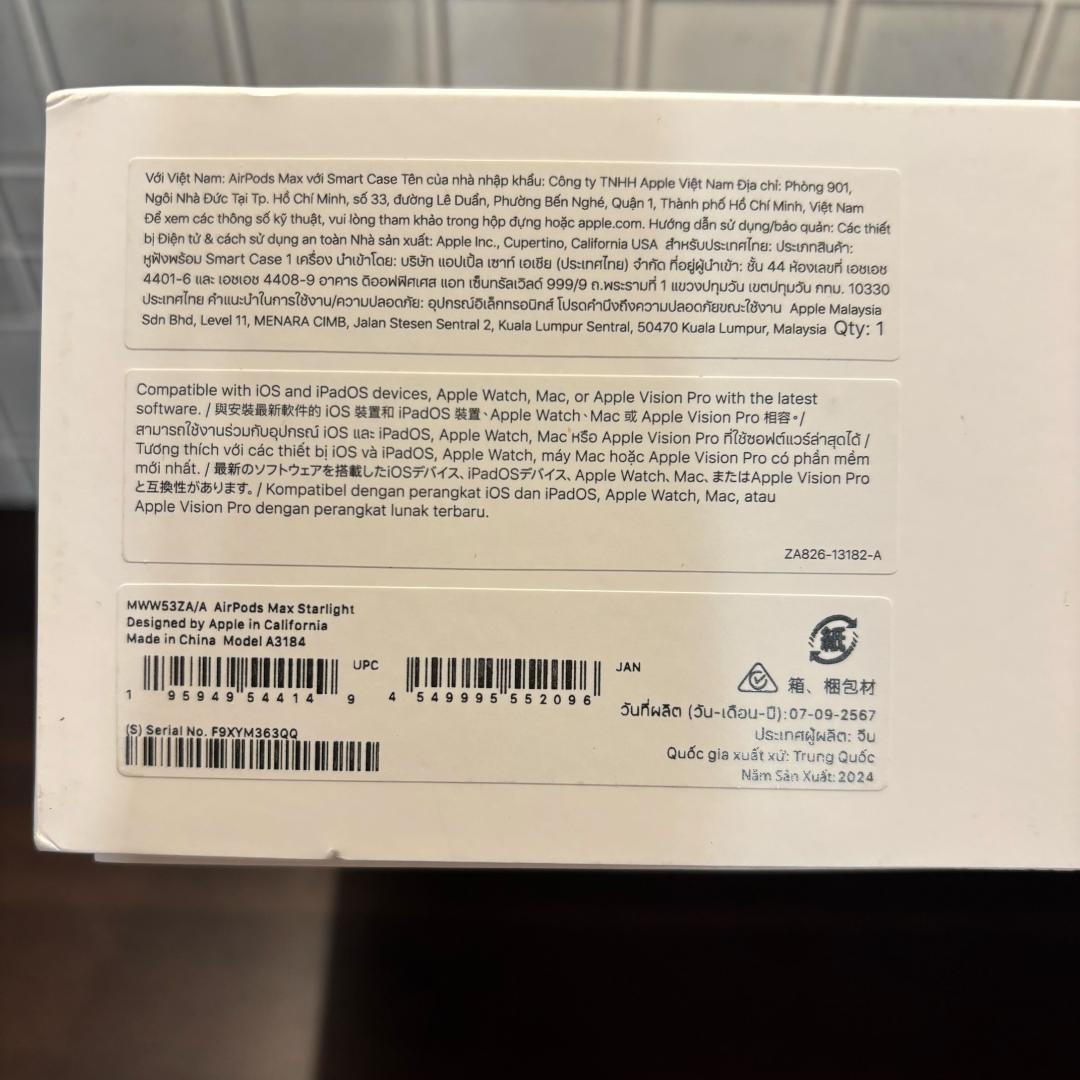 Với Việt Nam: AirPods Max với Smart Case Tên của nhà nhập khẩu: Công ty TNHH Apple Việt Nam Địa chỉ: Phòng 901,
Ngôi Nhà Đức Tại Tp. Hồ Chí Minh, số 33, đường Lê Duẩn, Phường Bến Nghé, Quận 1, Thành phố Hồ Chí Minh, Việt Nam
Để xem các thông số kỹ thuật, vui lòng tham khảo trong hộp đựng hoặc apple.com. Hướng dẫn sử dụng/bảo quản: Các thiết
bị Điện tử & cách sử dụng an toàn Nhà sản xuất: Apple Inc., Cupertino, California USA สำหรับประเทศไทย: ประเภทสินค้า:
หูฟังพร้อม Smart Case 1 เครื่อง นำเข้าโดย: บริษัท แอปเปิ้ล เซาท์ เอเชีย (ประเทศไทย) จำกัด ที่อยู่ผู้นำเข้า: ชั้น 44 ห้องเลขที่ เอชเอช
4401-6 และ เอชเอช 4408-9 อาคาร ดิออฟฟิศเศส แอท เซ็นทรัลเวิลด์ 999/9 ถ.พระรามที่ 1 แขวงปทุมวัน เขตปทุมวัน กทม. 10330
ประเทศไทย คำแนะนำในการใช้งาน/ความปลอดภัย: อุปกรณ์อิเล็กทรอนิกส์ โปรดคำนึงถึงความปลอดภัยขณะใช้งาน Apple Malaysia
Sdn Bhd, Level 11, MENARA CIMB, Jalan Stesen Sentral 2, Kuala Lumpur Sentral, 50470 Kuala Lumpur, Malaysia Qty: 1
Compatible with iOS and iPadOS devices, Apple Watch, Mac, or Apple Vision Pro with the latest
software. / 與安裝最新軟件的 iOS 裝置和 iPadOS 裝置、Apple Watch、Mac 或 Apple Vision Pro 相容。/
สามารถใช้งานร่วมกับอุปกรณ์ iOS และ iPadOS, Apple Watch, Mac หรือ Apple Vision Pro ที่ใช้ซอฟต์แวร์ล่าสุดได้ /
Tương thích với các thiết bị iOS và iPadOS, Apple Watch, máy Mac hoặc Apple Vision Pro có phần mềm
mới nhất. / 最新のソフトウェアを搭載したiOSデバイス、iPadOSデバイス、Apple Watch、Mac、またはApple Vision Pro
と互換性があります。/ Kompatibel dengan perangkat iOS dan iPadOS, Apple Watch, Mac, atau
Apple Vision Pro dengan perangkat lunak terbaru.
ZA826-13182-A
MWW53ZA/A AirPods Max Starlight
Designed by Apple in California
Made in China Model A3184
UPC
1 95949 54414 9
JAN
4 549995 552096
(S) Serial No. F9XYM363QQ
紙
箱、梱包材
วันที่ผลิต (วัน-เดือน-ปี):07-09-2567
ประเทศผู้ผลิต: จีน
Quốc gia xuất xứ: Trung Quốc
Năm Sản Xuất: 2024